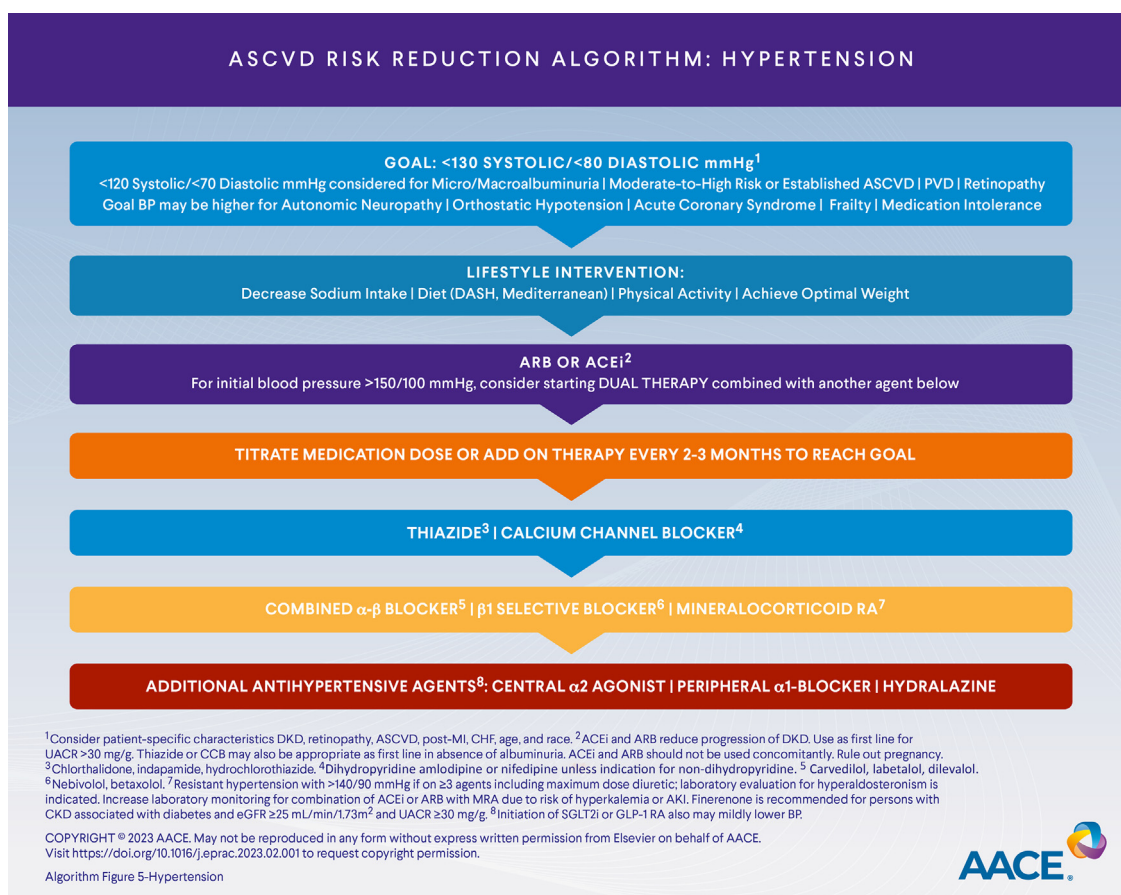 ASCVD RISK REDUCTION ALGORITHM: HYPERTENSION
GOAL: <130 SYSTOLIC/<80 DIASTOLIC mmHg¹
<120 Systolic/<70 Diastolic mmHg considered for Micro/Macroalbuminuria | Moderate-to-High Risk or Established ASCVD | PVD | Retinopathy
Goal BP may be higher for Autonomic Neuropathy | Orthostatic Hypotension | Acute Coronary Syndrome | Frailty | Medication Intolerance
LIFESTYLE INTERVENTION:
Decrease Sodium Intake | Diet (DASH, Mediterranean) | Physical Activity | Achieve Optimal Weight
ARB OR ACEi²
For initial blood pressure >150/100 mmHg, consider starting DUAL THERAPY combined with another agent below
TITRATE MEDICATION DOSE OR ADD ON THERAPY EVERY 2-3 MONTHS TO REACH GOAL
THIAZIDE³ | CALCIUM CHANNEL BLOCKER⁴
COMBINED α-β BLOCKER⁵ | β1 SELECTIVE BLOCKER⁶ | MINERALOCORTICOID RA⁷
ADDITIONAL ANTIHYPERTENSIVE AGENTS⁸: CENTRAL α2 AGONIST | PERIPHERAL α1-BLOCKER | HYDRALAZINE
¹Consider patient-specific characteristics DKD, retinopathy, ASCVD, post-MI, CHF, age, and race. ²ACEi and ARB reduce progression of DKD. Use as first line for
UACR >30 mg/g. Thiazide or CCB may also be appropriate as first line in absence of albuminuria. ACEi and ARB should not be used concomitantly. Rule out pregnancy.
³Chlorthalidone, indapamide, hydrochlorothiazide. ⁴Dihydropyridine amlodipine or nifedipine unless indication for non-dihydropyridine. ⁵ Carvedilol, labetalol, dilevalol.
⁶Nebivolol, betaxolol. ⁷Resistant hypertension with >140/90 mmHg if on ≥3 agents including maximum dose diuretic; laboratory evaluation for hyperaldosteronism is
indicated. Increase laboratory monitoring for combination of ACEi or ARB with MRA due to risk of hyperkalemia or AKI. Finerenone is recommended for persons with
CKD associated with diabetes and eGFR ≥25 mL/min/1.73m² and UACR ≥30 mg/g. ⁸Initiation of SGLT2i or GLP-1 RA also may mildly lower BP.
COPYRIGHT © 2023 AACE. May not be reproduced in any form without express written permission from Elsevier on behalf of AACE.
Visit https://doi.org/10.1016/j.eprac.2023.02.001 to request copyright permission.
Algorithm Figure 5-Hypertension
AACE®